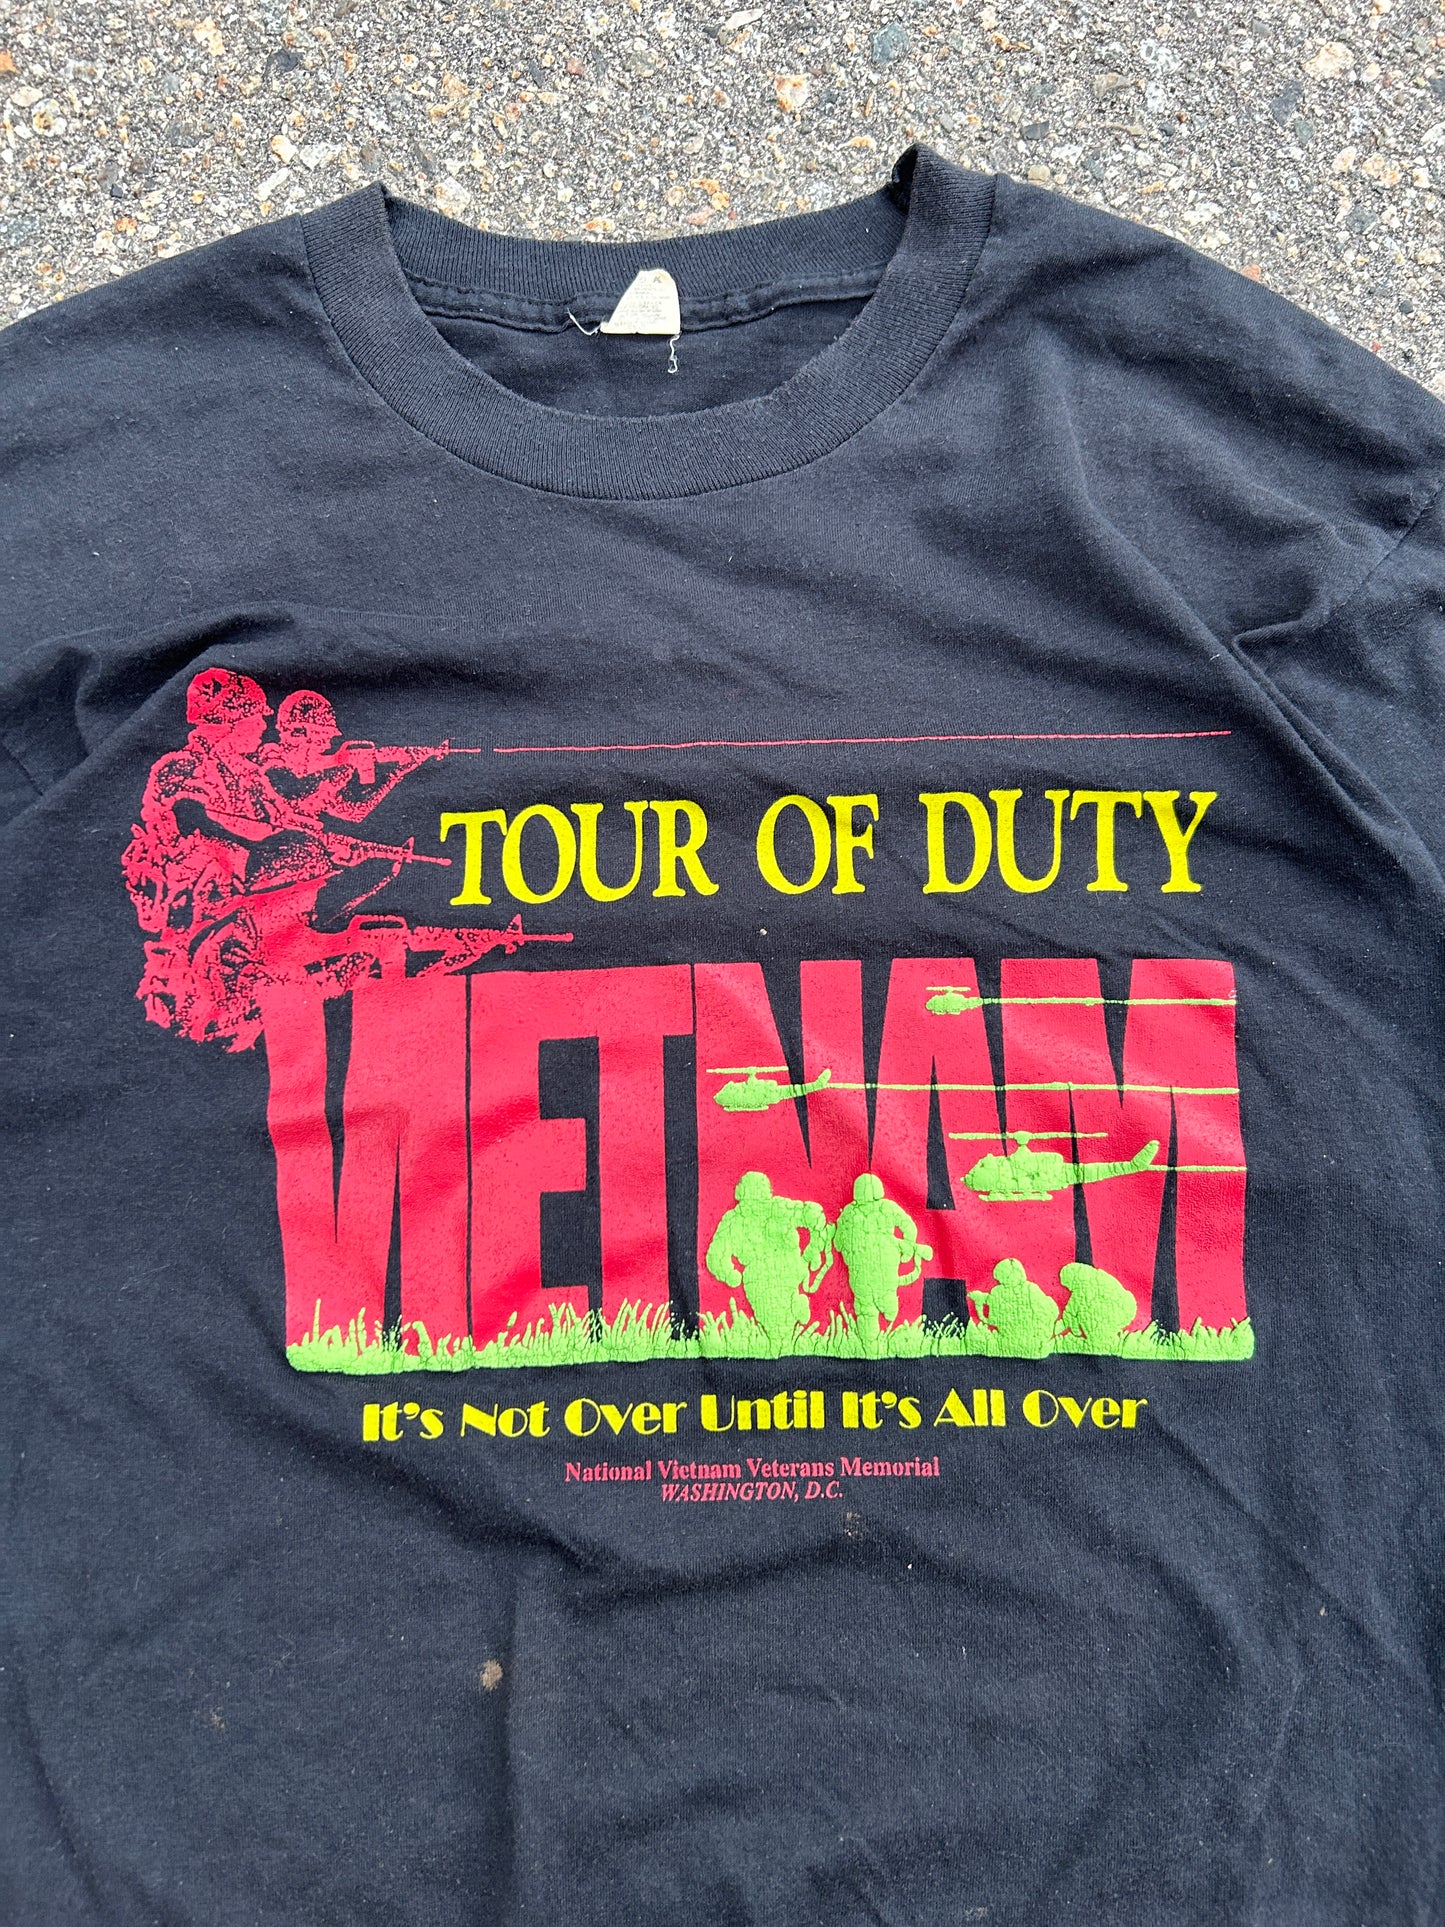 TOUR OF DUTY
VIETNAM
It's Not Over Until It's All Over
National Vietnam Veterans Memorial
WASHINGTON, D.C.